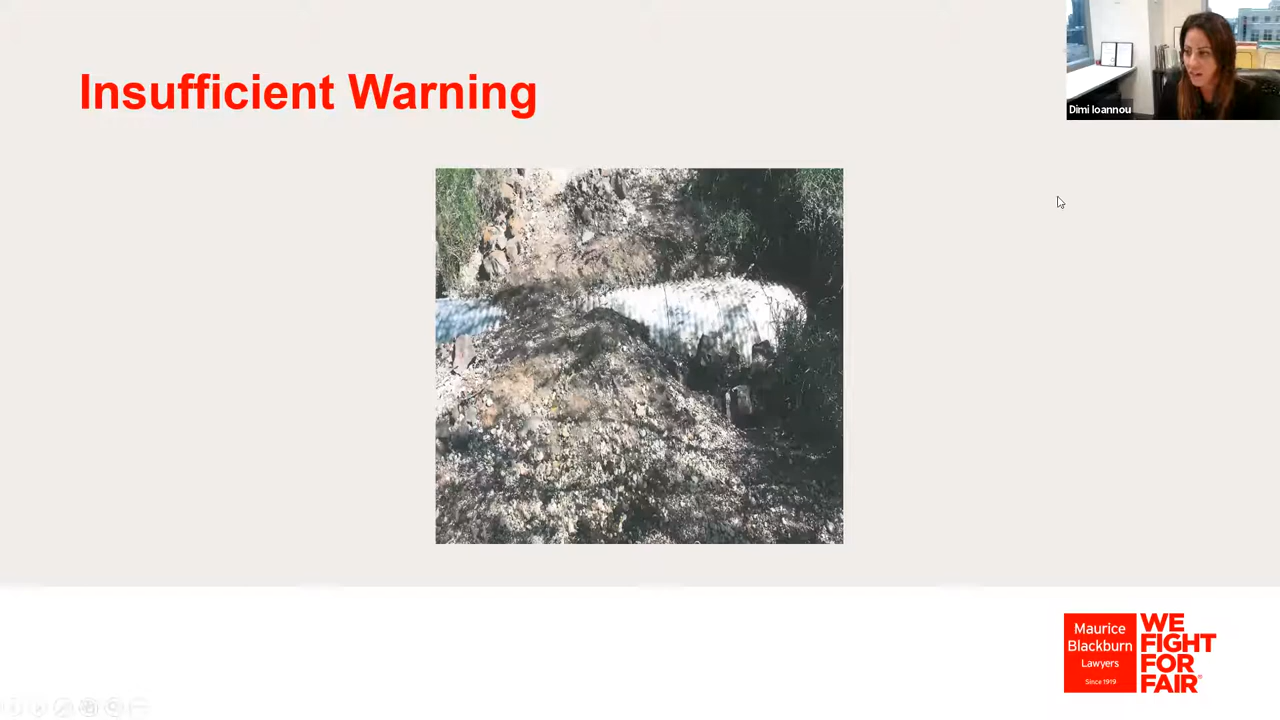 Insufficient Warning
Dimi Ioannou
Maurice
Blackburn
Lawyers
Since 1919
WE
FIGHT
FOR
FAIR